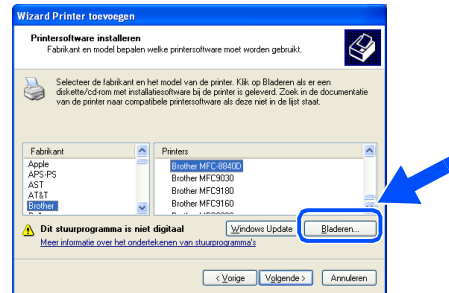 Wizard Printer toevoegen
Printersoftware installeren
Fabrikant en model bepalen welke printersoftware moet worden gebruikt.
Selecteer de fabrikant en het model van de printer. Klik op Bladeren als er een
diskette/cd-rom met installatiesoftware bij de printer is geleverd. Zoek in de documentatie
van de printer naar compatibele printersoftware als deze niet in de lijst staat.
Fabrikant
Apple
APS-PS
AST
AT&T
Brother
Printers
Brother MFC-8840D
Brother MFC9030
Brother MFC9180
Brother MFC9160
Dit stuurprogramma is niet digitaal
Meer informatie over het ondertekenen van stuurprogramma's
Windows Update
Bladeren...
< Vorige
Volgende >
Annuleren